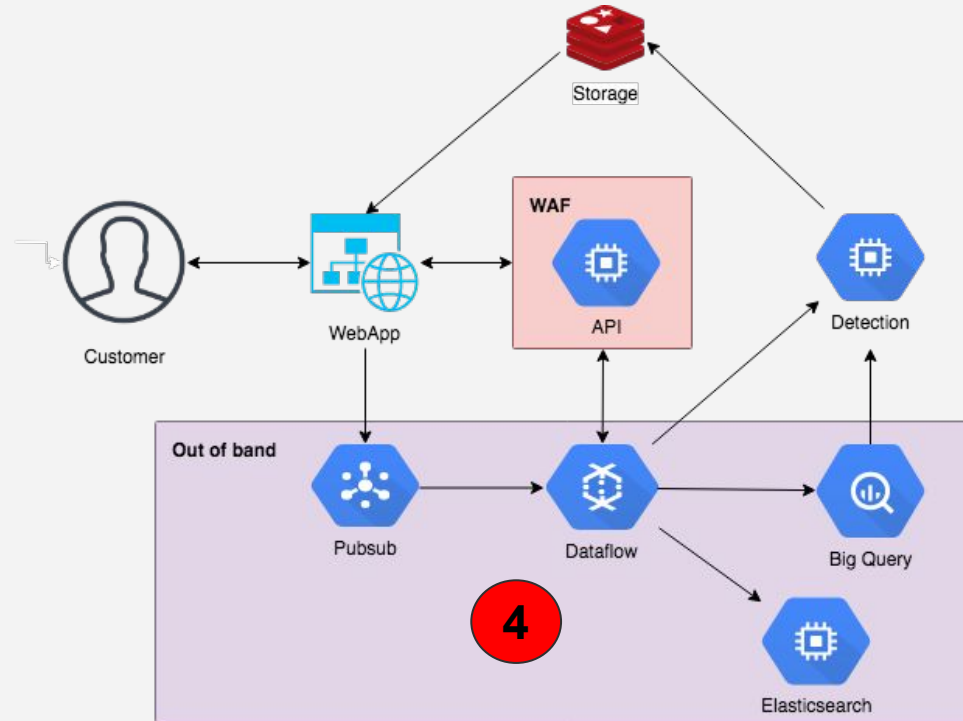 Storage
WAF
API
Detection
WebApp
Customer
Out of band
Pubsub
Dataflow
Big Query
4
Elasticsearch